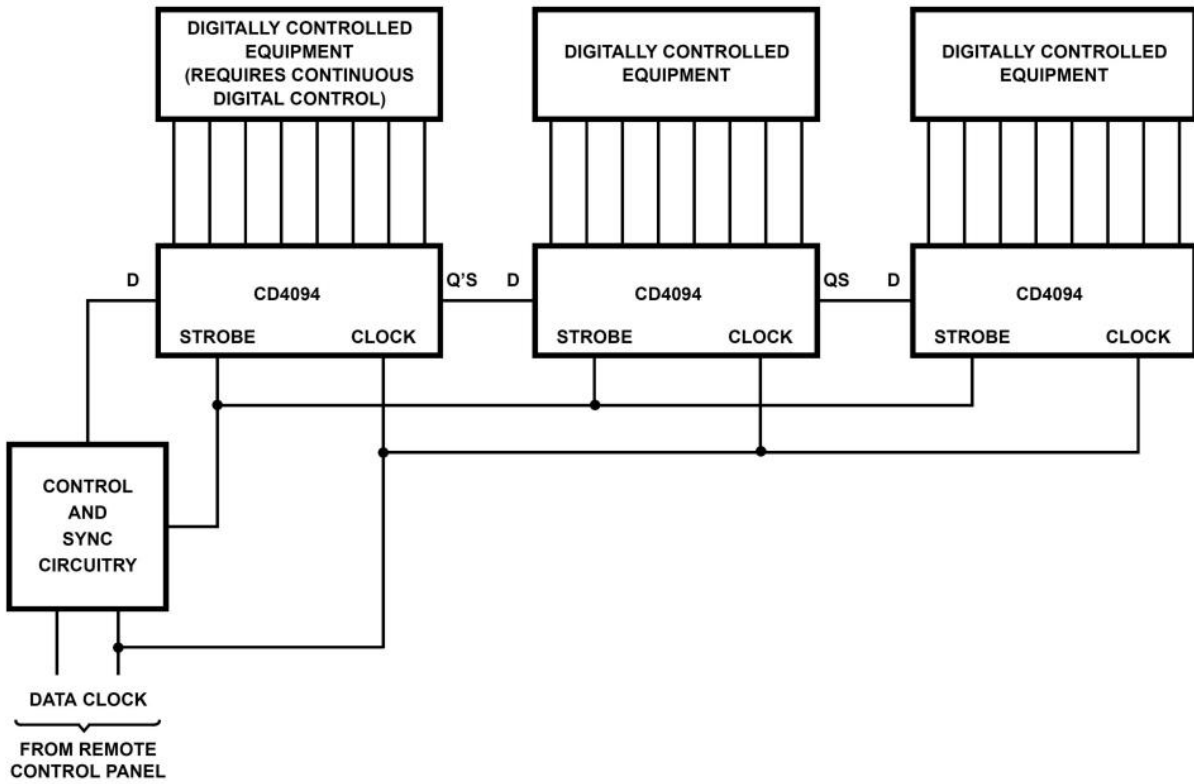 DIGITALLY CONTROLLED
EQUIPMENT
(REQUIRES CONTINUOUS
DIGITAL CONTROL)
DIGITALLY CONTROLLED
EQUIPMENT
DIGITALLY CONTROLLED
EQUIPMENT
D
CD4094
STROBE
CLOCK
Q'S
D
CD4094
STROBE
CLOCK
QS
D
CD4094
STROBE
CLOCK
CONTROL
AND
SYNC
CIRCUITRY
DATA CLOCK
FROM REMOTE
CONTROL PANEL